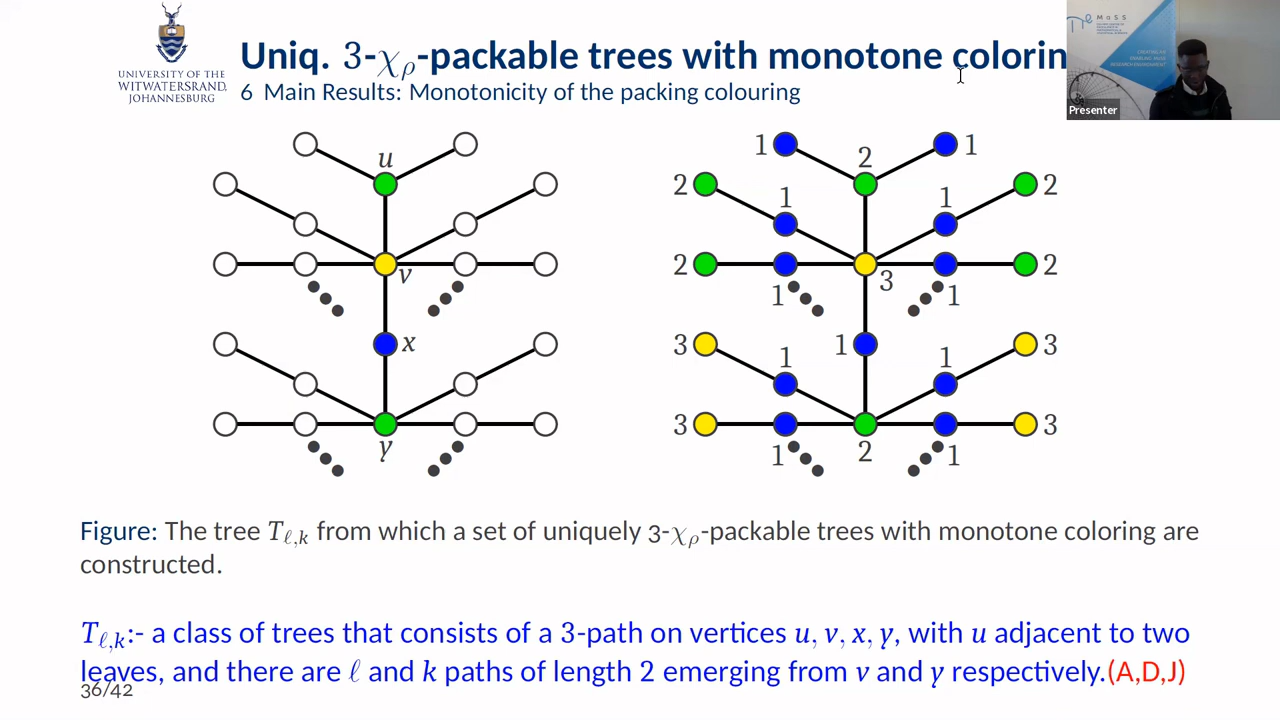 UNIVERSITY OF THE
WITWATERSRAND,
JOHANNESBURG
Uniq. 3-χρ-packable trees with monotone colorin
6 Main Results: Monotonicity of the packing colouring
MaSS
Presenter
u
v
x
y
1 2 1
2 1 1 2
2 3 2
1 1
3 1 3
1 1
3 3
1 2 1
Figure: The tree Tℓ,k from which a set of uniquely 3-χρ-packable trees with monotone coloring are
constructed.
Tℓ,k:- a class of trees that consists of a 3-path on vertices u, v, x, y, with u adjacent to two
leaves, and there are ℓ and k paths of length 2 emerging from v and y respectively.(A,D,J)
36/42